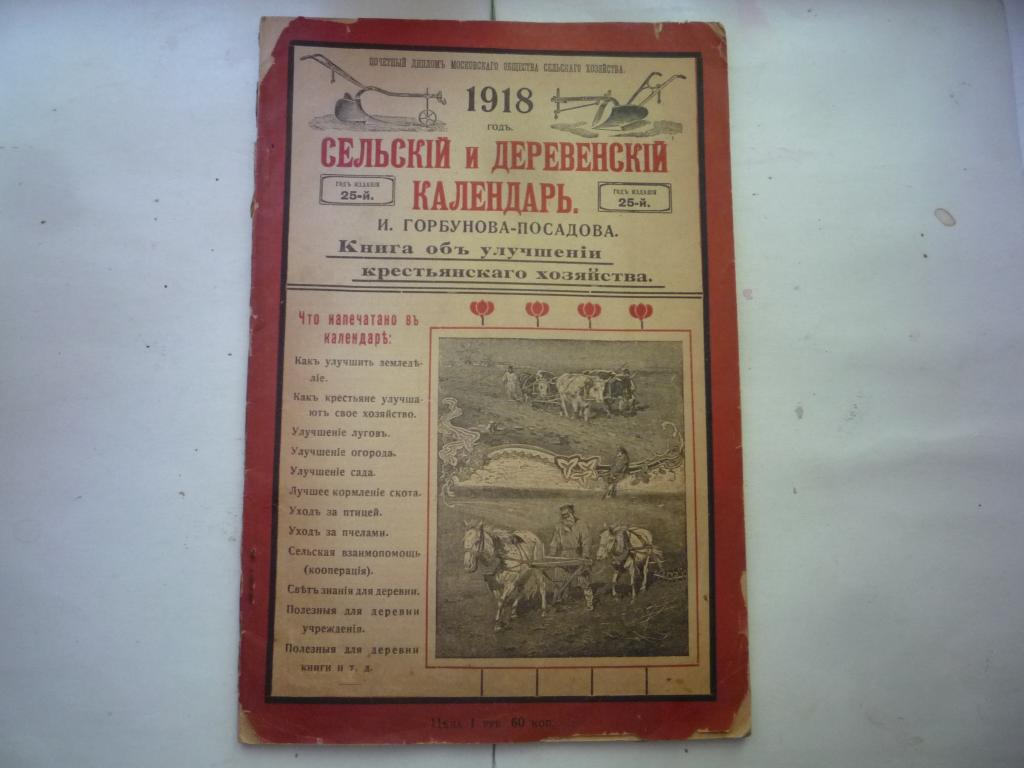 ПОЧЕТНЫЙ ДИПЛОМЪ МОСКОВСКАГО ОБЩЕСТВА СЕЛЬСКАГО ХОЗЯЙСТВА.
1918
ГОДЪ.
СЕЛЬСКІЙ и ДЕРЕВЕНСКІЙ
КАЛЕНДАРЬ.
ГОДЪ ИЗДАНІЯ
25-й.
ГОДЪ ИЗДАНІЯ
25-й.
И. ГОРБУНОВА-ПОСАДОВА.
Книга объ улучшеніи
крестьянскаго хозяйства.
Что напечатано въ
календарѣ:
Какъ улучшить земледѣ-
ліе.
Какъ крестьяне улучша-
ютъ свое хозяйство.
Улучшеніе луговъ.
Улучшеніе огорода.
Улучшеніе сада.
Лучшее кормленіе скота.
Уходъ за птицей.
Уходъ за пчелами.
Сельская взаимопомощь
(кооперація).
Свѣтъ знанія для деревни.
Полезныя для деревни
учрежденія.
Полезныя для деревни
книги и т. д.
Цѣна 1 руб. 60 коп.